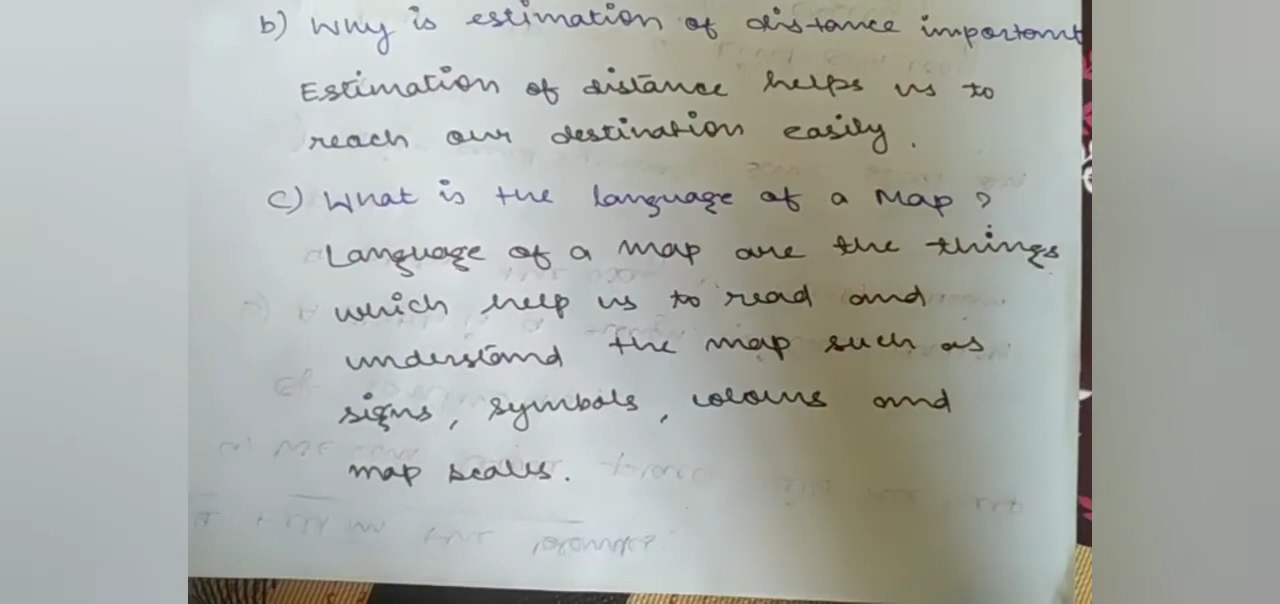 b) Why is estimation of distance important
Estimation of distance helps us to
reach our destination easily.
c) What is the language of a Map?
Language of a map are the things
which help us to read and
understand the map such as
signs, symbols, colours and
map scales.